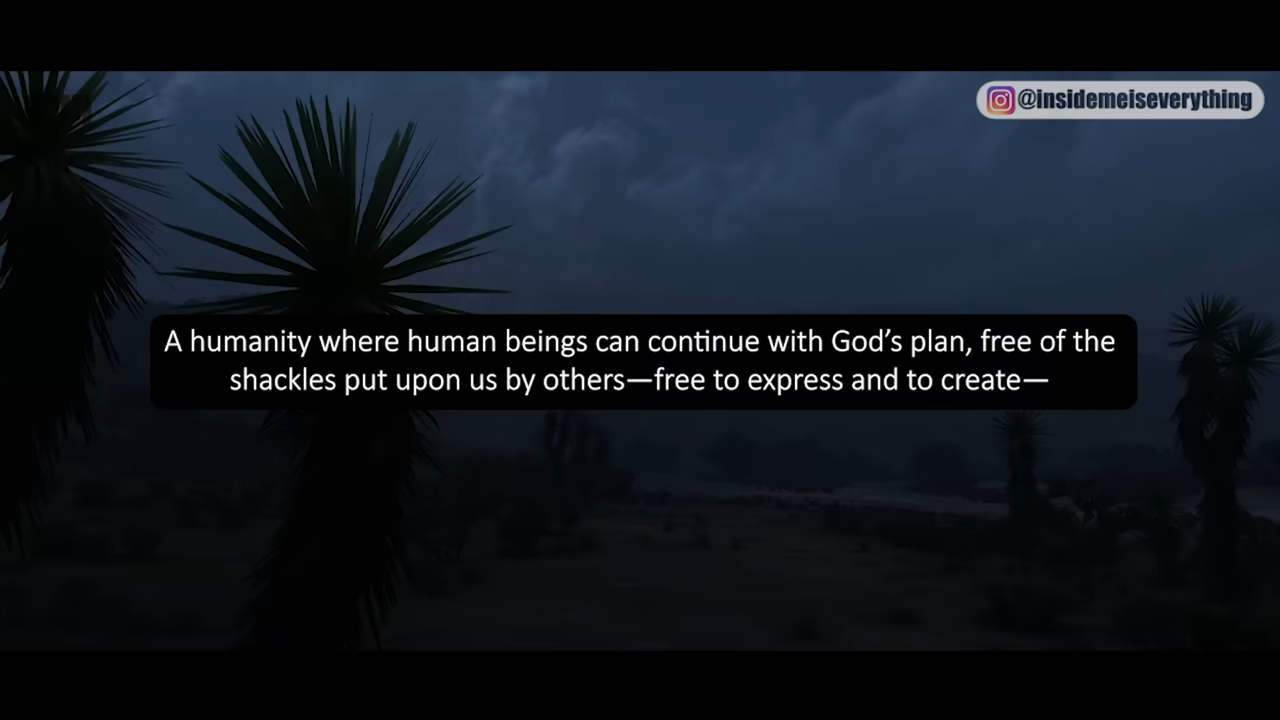 @insidemeiseverything
A humanity where human beings can continue with God’s plan, free of the
shackles put upon us by others—free to express and to create—